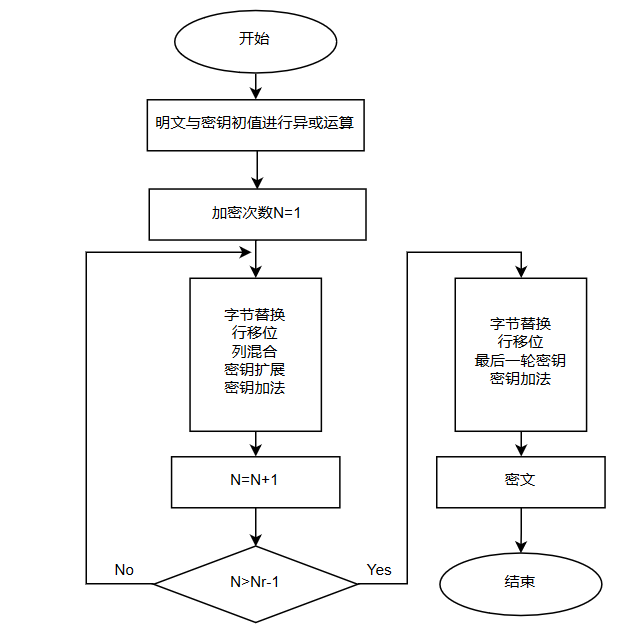 开始
明文与密钥初值进行异或运算
加密次数N=1
字节替换
行移位
列混合
密钥扩展
密钥加法
N=N+1
N>Nr-1
No
Yes
字节替换
行移位
最后一轮密钥
密钥加法
密文
结束